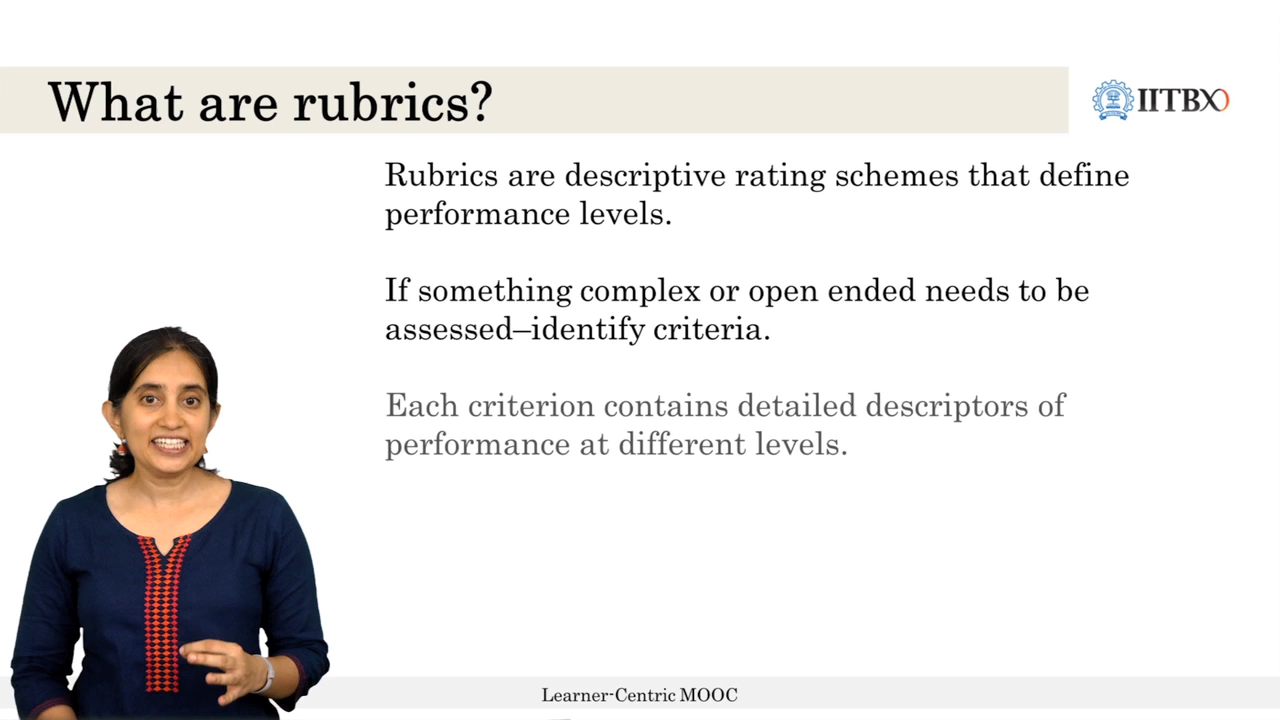 What are rubrics?
IITBX
Rubrics are descriptive rating schemes that define
performance levels.
If something complex or open ended needs to be
assessed–identify criteria.
Each criterion contains detailed descriptors of
performance at different levels.
Learner-Centric MOOC